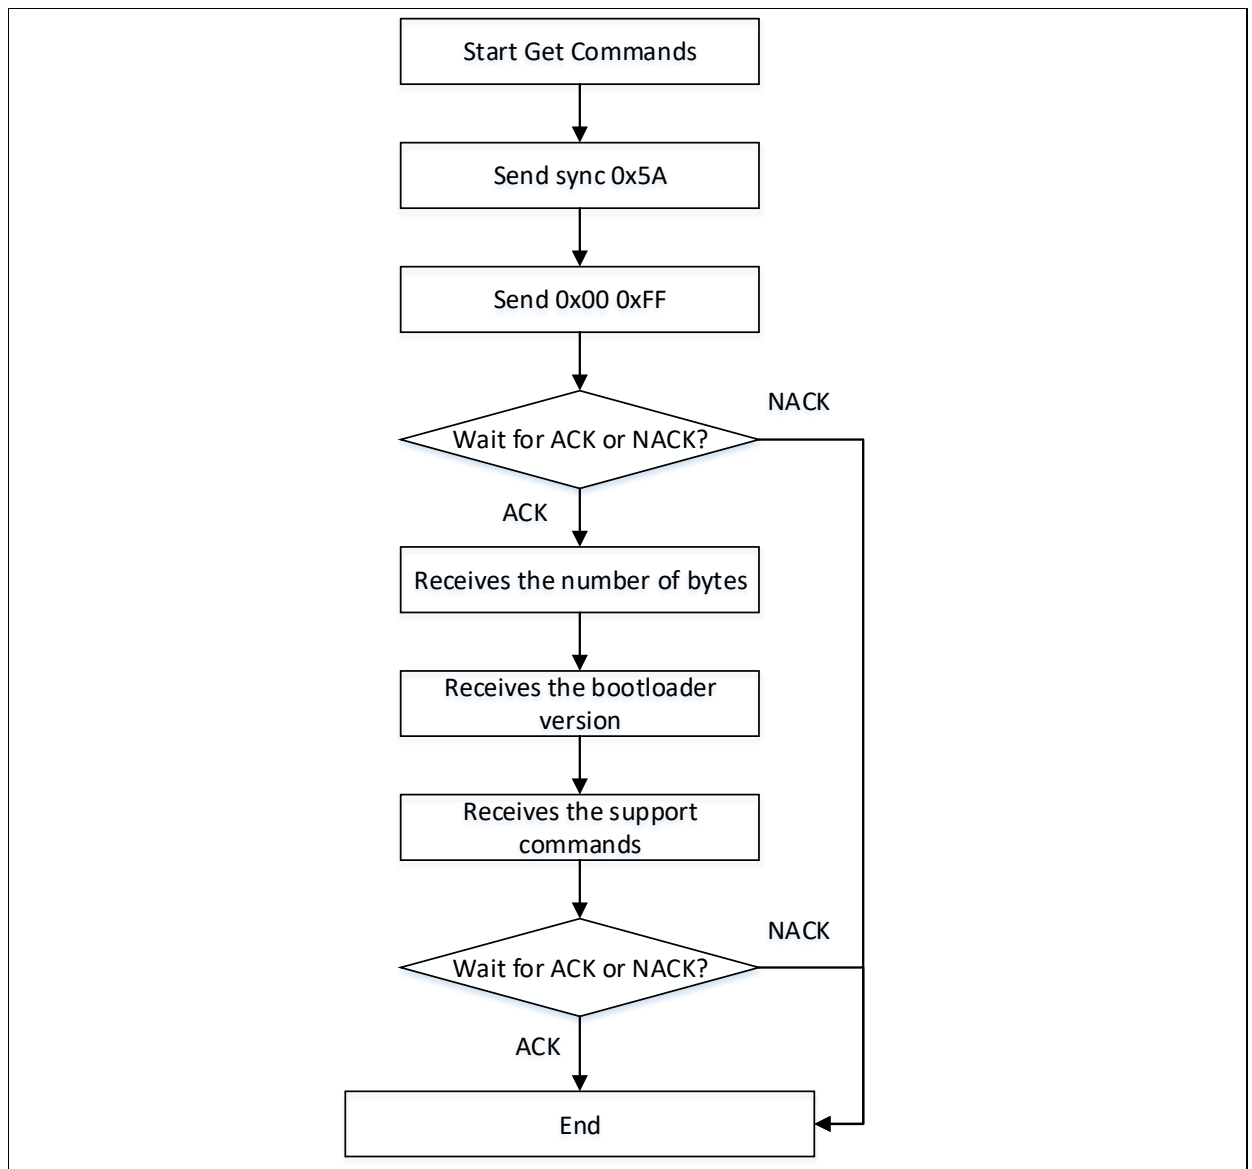 Start Get Commands
Send sync 0x5A
Send 0x00 0xFF
NACK
Wait for ACK or NACK?
ACK
Receives the number of bytes
Receives the bootloader
version
Receives the support
commands
NACK
Wait for ACK or NACK?
ACK
End